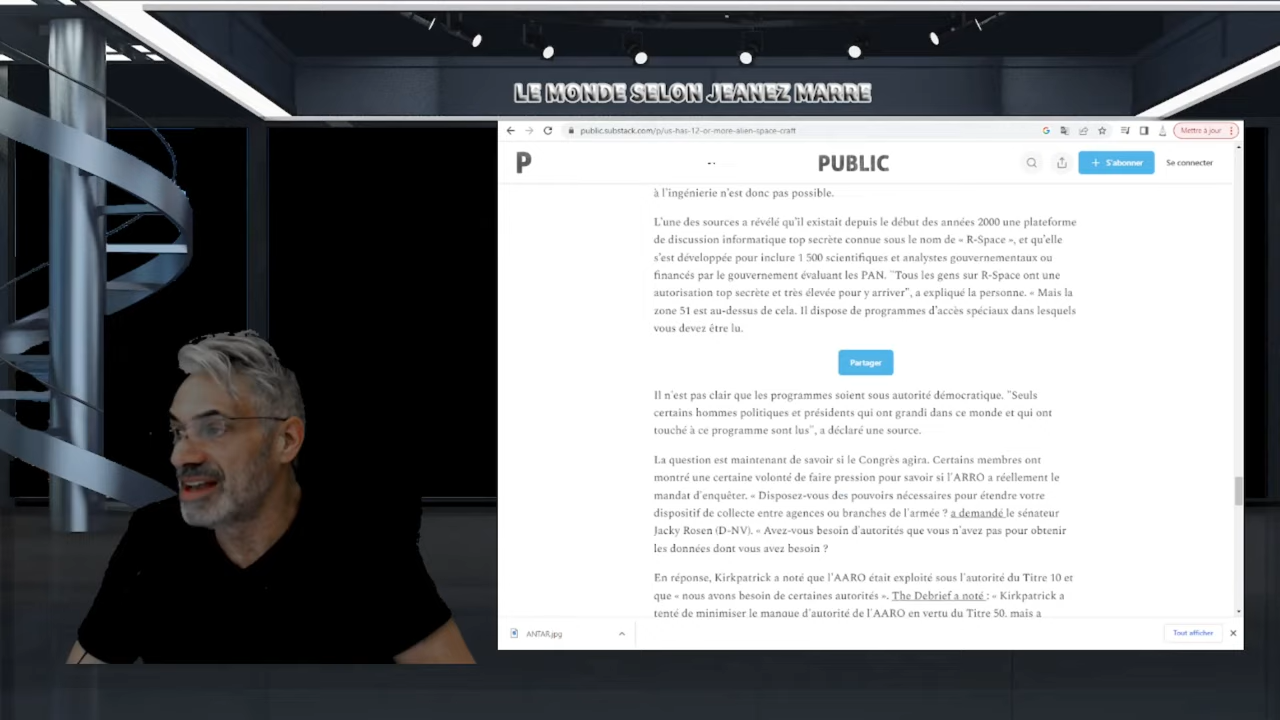 LE MONDE SELON JEANEZ MARRE
public.substack.com/p/us-has-12-or-more-alien-space-craft
Mettre à jour
P
PUBLIC
S'abonner
Se connecter
à l'ingénierie n'est donc pas possible.
L'une des sources a révélé qu'il existait depuis le début des années 2000 une plateforme
de discussion informatique top secrète connue sous le nom de « R-Space », et qu'elle
s'est développée pour inclure 1 500 scientifiques et analystes gouvernementaux ou
financés par le gouvernement évaluant les PAN. "Tous les gens sur R-Space ont une
autorisation top secrète et très élevée pour y arriver", a expliqué la personne. « Mais la
zone 51 est au-dessus de cela. Il dispose de programmes d'accès spéciaux dans lesquels
vous devez être lu.
Partager
Il n'est pas clair que les programmes soient sous autorité démocratique. "Seuls
certains hommes politiques et présidents qui ont grandi dans ce monde et qui ont
touché à ce programme sont lus", a déclaré une source.
La question est maintenant de savoir si le Congrès agira. Certains membres ont
montré une certaine volonté de faire pression pour savoir si l'ARRO a réellement le
mandat d'enquêter. « Disposez-vous des pouvoirs nécessaires pour étendre votre
dispositif de collecte entre agences ou branches de l'armée ? a demandé le sénateur
Jacky Rosen (D-NV). « Avez-vous besoin d'autorités que vous n'avez pas pour obtenir
les données dont vous avez besoin ?
En réponse, Kirkpatrick a noté que l'AARO était exploité sous l'autorité du Titre 10 et
que « nous avons besoin de certaines autorités ». The Debrief a noté : « Kirkpatrick a
tenté de minimiser le manque d'autorité de l'AARO en vertu du Titre 50, mais a
ANTAR.jpg
Tout afficher